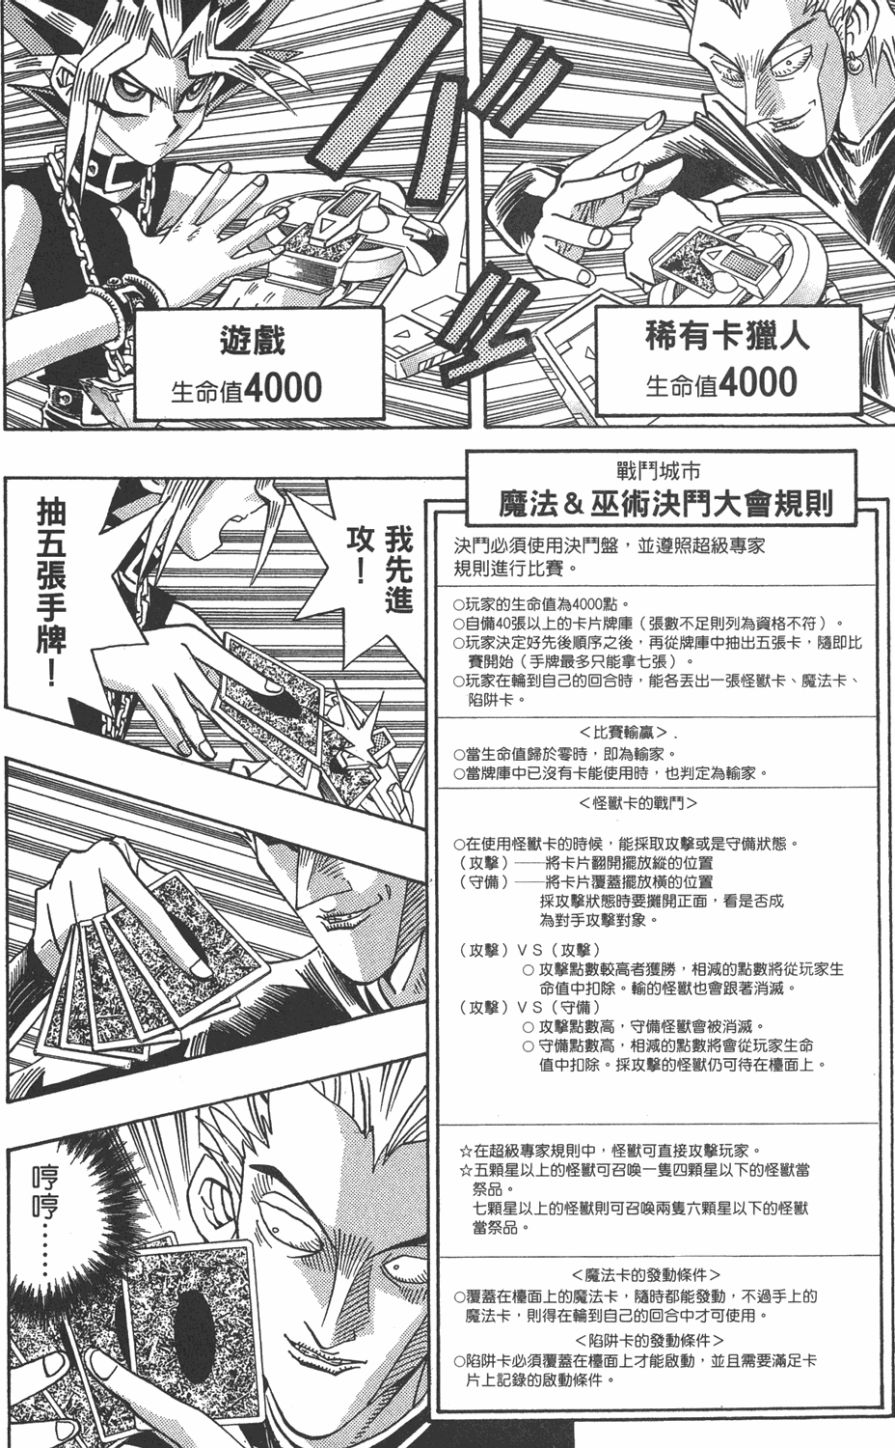 稀有卡獵人
生命值4000
遊戲
生命值4000
戰鬥城市
魔法&巫術決鬥大會規則
決鬥必須使用決鬥盤，並遵照超級專家
規則進行比賽。
○玩家的生命值為4000點。
○自備40張以上的卡片牌庫（張數不足則列為資格不符）。
○玩家決定好先後順序之後，再從牌庫中抽出五張卡，隨即比
賽開始（手牌最多只能拿七張）。
○玩家在輪到自己的回合時，能各丟出一張怪獸卡、魔法卡、
陷阱卡。
＜比賽輸贏＞.
○當生命值歸於零時，即為輸家。
○當牌庫中已沒有卡能使用時，也判定為輸家。
＜怪獸卡的戰鬥＞
○在使用怪獸卡的時候，能採取攻擊或是守備狀態。
（攻擊）──將卡片翻開擺放縱的位置
（守備）──將卡片覆蓋擺放橫的位置
採攻擊狀態時要攤開正面，看是否成
為對手攻擊對象。
（攻擊）ＶＳ（攻擊）
○攻擊點數較高者獲勝，相減的點數將從玩家生
命值中扣除。輸的怪獸也會跟著消滅。
（攻擊）ＶＳ（守備）
○攻擊點數高，守備怪獸會被消滅。
○守備點數高，相減的點數將會從玩家生命
值中扣除。採攻擊的怪獸仍可待在檯面上。
☆在超級專家規則中，怪獸可直接攻擊玩家。
☆五顆星以上的怪獸可召喚一隻四顆星以下的怪獸當
祭品。
七顆星以上的怪獸則可召喚兩隻六顆星以下的怪獸
當祭品。
＜魔法卡的發動條件＞
○覆蓋在檯面上的魔法卡，隨時都能發動，不過手上的
魔法卡，則得在輪到自己的回合中才可使用。
＜陷阱卡的發動條件＞
○陷阱卡必須覆蓋在檯面上才能啟動，並且需要滿足卡
片上記錄的啟動條件。
我先進
攻！
抽五張手牌！
哼哼……